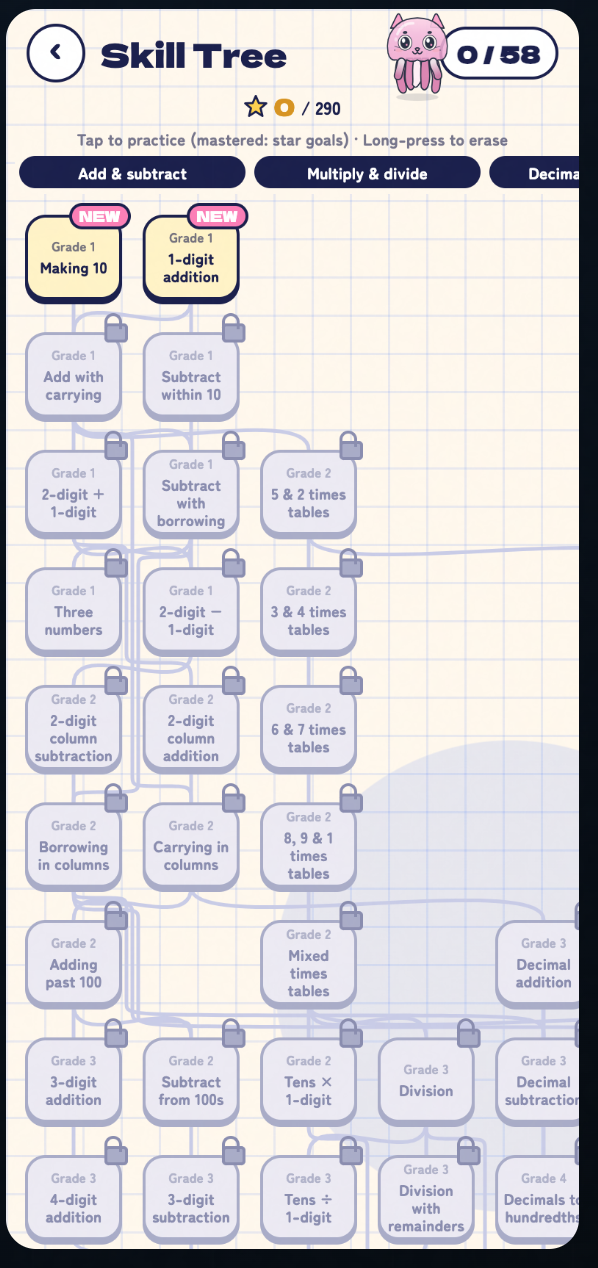 Skill Tree
0 / 58
0 / 290
Tap to practice (mastered: star goals) · Long-press to erase
Add & subtract
Multiply & divide
NEW
NEW
Grade 1
Making 10
Grade 1
1-digit
addition
Grade 1
Add with
carrying
Grade 1
Subtract
within 10
Grade 1
2-digit +
1-digit
Grade 1
Subtract
with
borrowing
Grade 2
5 & 2 times
tables
Grade 1
Three
numbers
Grade 1
2-digit −
1-digit
Grade 2
3 & 4 times
tables
Grade 2
2-digit
column
subtraction
Grade 2
2-digit
column
addition
Grade 2
6 & 7 times
tables
Grade 2
Borrowing
in columns
Grade 2
Carrying in
columns
Grade 2
8, 9 & 1
times
tables
Grade 2
Adding
past 100
Grade 2
Mixed
times
tables
Grade 3
Decimal
addition
Grade 3
3-digit
addition
Grade 2
Subtract
from 100s
Grade 2
Tens ×
1-digit
Grade 3
Division
Grade 3
Decimal
subtraction
Grade 3
4-digit
addition
Grade 3
3-digit
subtraction
Grade 3
Tens ÷
1-digit
Grade 3
Division
with
remainders
Grade 4
Decimals to
hundredths